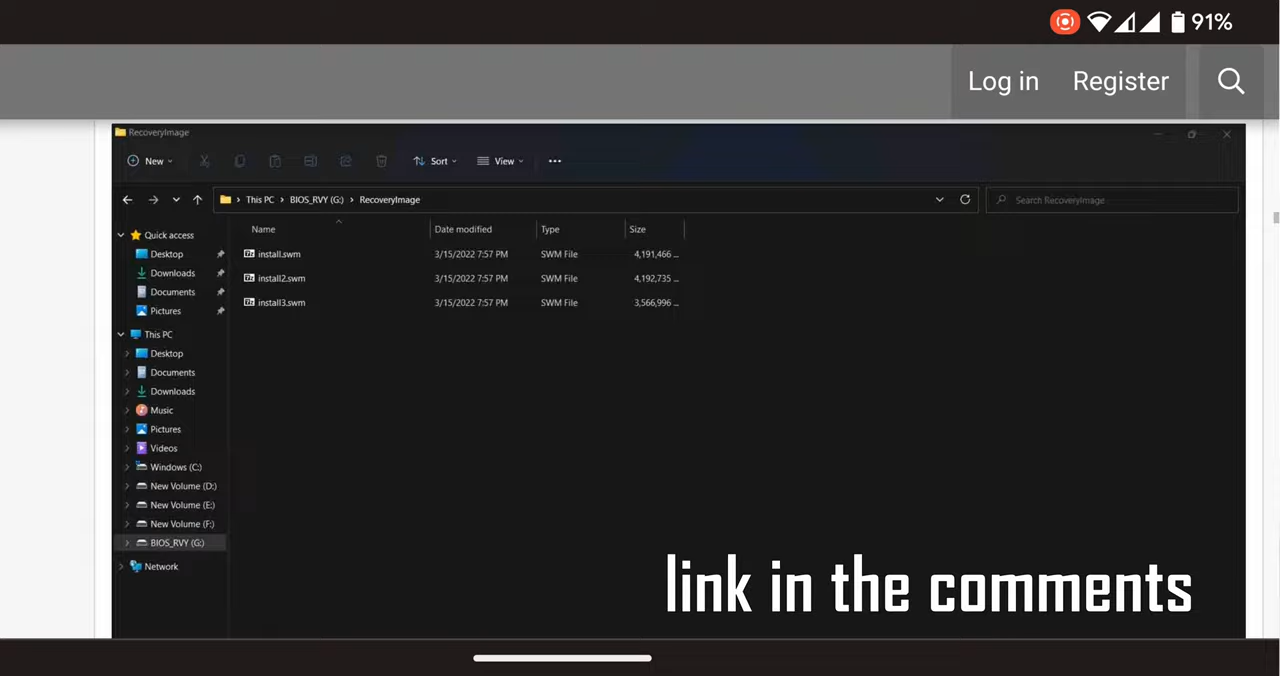 91%
Log in Register
RecoveryImage
New Sort View
This PC BIOS_RVY (G:) RecoveryImage
Search RecoveryImage
Name Date modified Type Size
install.swm 3/15/2022 7:57 PM SWM File 4,191,466 ...
install2.swm 3/15/2022 7:57 PM SWM File 4,192,735 ...
install3.swm 3/15/2022 7:57 PM SWM File 3,566,996 ...
Quick access
Desktop
Downloads
Documents
Pictures
This PC
Desktop
Documents
Downloads
Music
Pictures
Videos
Windows (C:)
New Volume (D:)
New Volume (E:)
New Volume (F:)
BIOS_RVY (G:)
Network
link in the comments